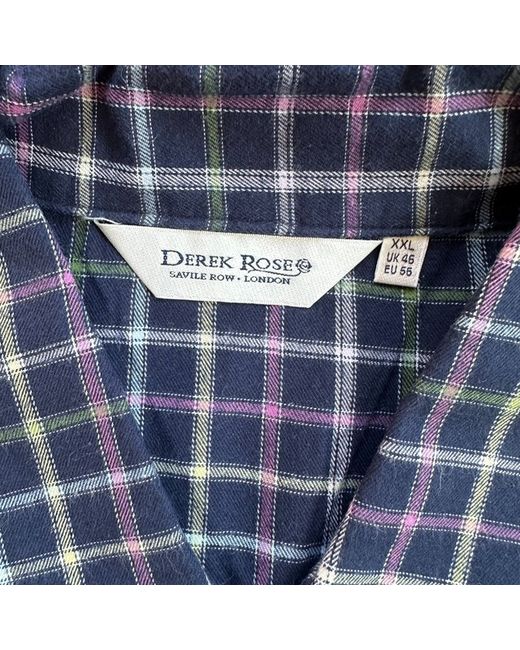 DEREK ROSE
SAVILE ROW • LONDON
XXL
UK 46
EU 56